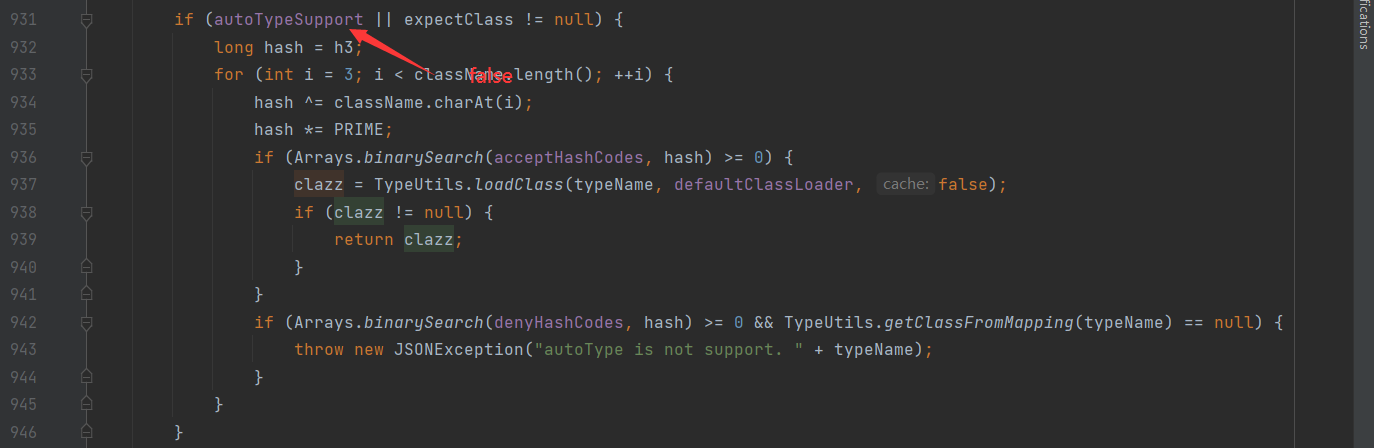 931 if (autoTypeSupport || expectClass != null) {
932 long hash = h3;
933 for (int i = 3; i < className.length(); ++i) {
false
934 hash ^= className.charAt(i);
935 hash *= PRIME;
936 if (Arrays.binarySearch(acceptHashCodes, hash) >= 0) {
937 clazz = TypeUtils.loadClass(typeName, defaultClassLoader, cache: false);
938 if (clazz != null) {
939 return clazz;
940 }
941 }
942 if (Arrays.binarySearch(denyHashCodes, hash) >= 0 && TypeUtils.getClassFromMapping(typeName) == null) {
943 throw new JSONException("autoType is not support. " + typeName);
944 }
945 }
946 }
fications